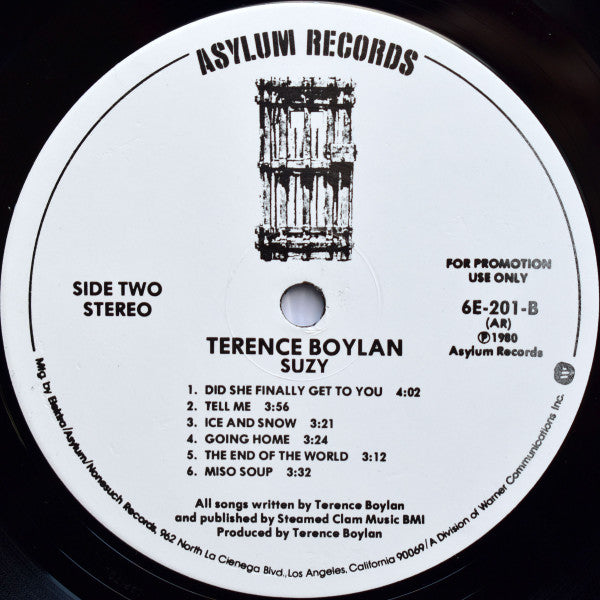 ASYLUM RECORDS
FOR PROMOTION
USE ONLY
SIDE TWO
STEREO
6E-201-B
(AR)
Ⓟ1980
Asylum Records
TERENCE BOYLAN
SUZY
1. DID SHE FINALLY GET TO YOU 4:02
2. TELL ME 3:56
3. ICE AND SNOW 3:21
4. GOING HOME 3:24
5. THE END OF THE WORLD 3:12
6. MISO SOUP 3:32
All songs written by Terence Boylan
and published by Steamed Clam Music BMI
Produced by Terence Boylan
Mfg. by Elektra/Asylum/Nonesuch Records, 962 North La Cienega Blvd., Los Angeles, California 90069/A Division of Warner Communications Inc.